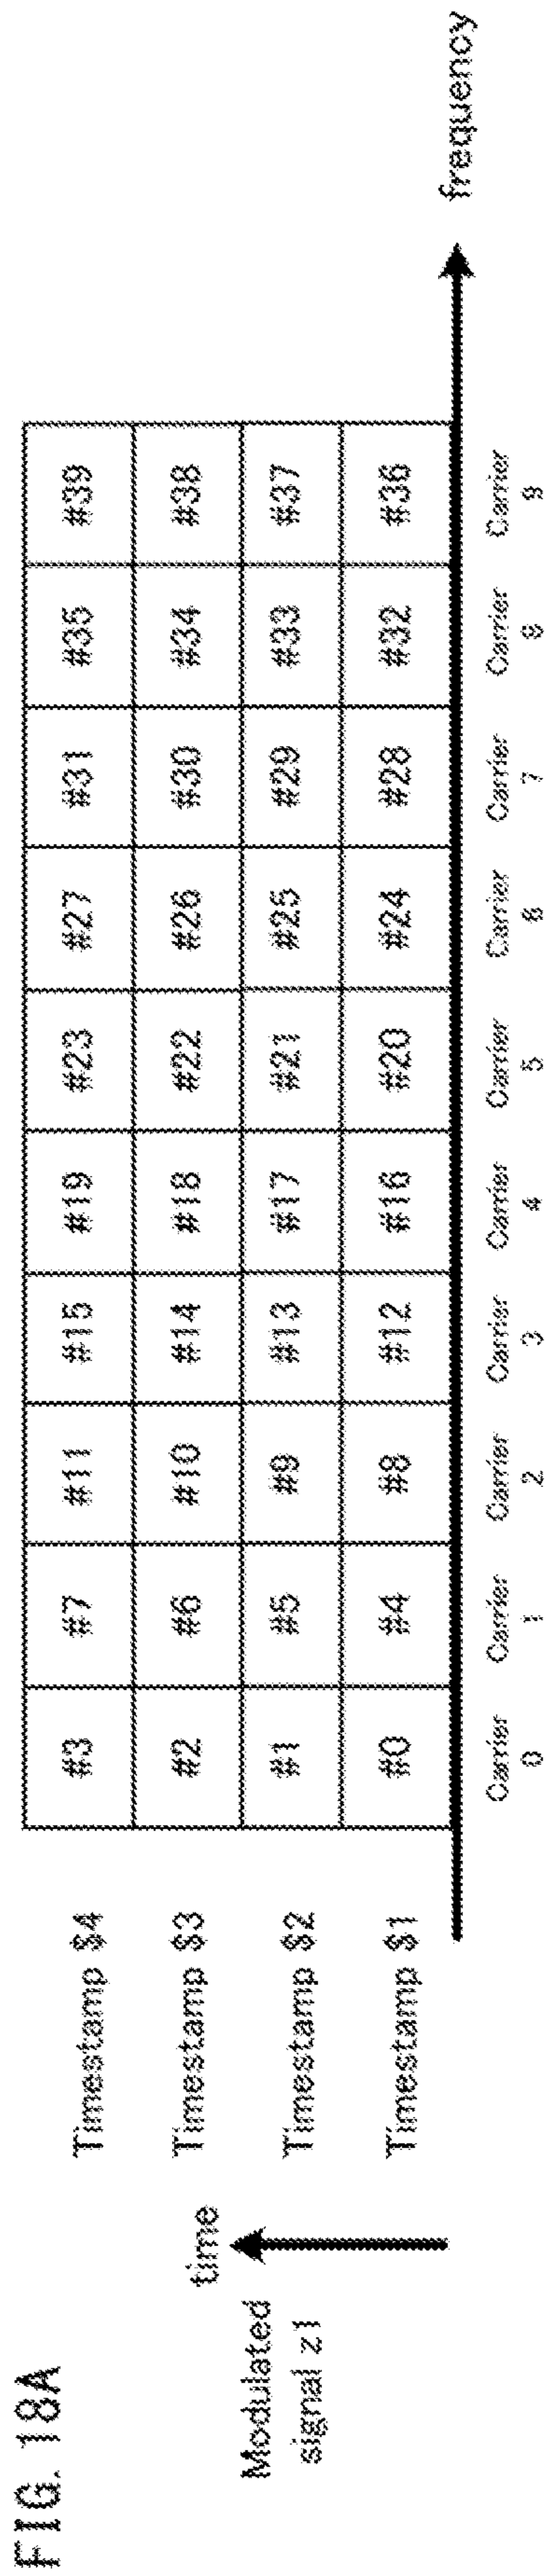 FIG. 18A
Modulated
signal z1
time
Timestamp $4
#3 #7 #11 #15 #19 #23 #27 #31 #35 #39
Timestamp $3
#2 #6 #10 #14 #18 #22 #26 #30 #34 #38
Timestamp $2
#1 #5 #9 #13 #17 #21 #25 #29 #33 #37
Timestamp $1
#0 #4 #8 #12 #16 #20 #24 #28 #32 #36
frequency
Carrier Carrier Carrier Carrier Carrier Carrier Carrier Carrier Carrier Carrier
0 1 2 3 4 5 6 7 8 9